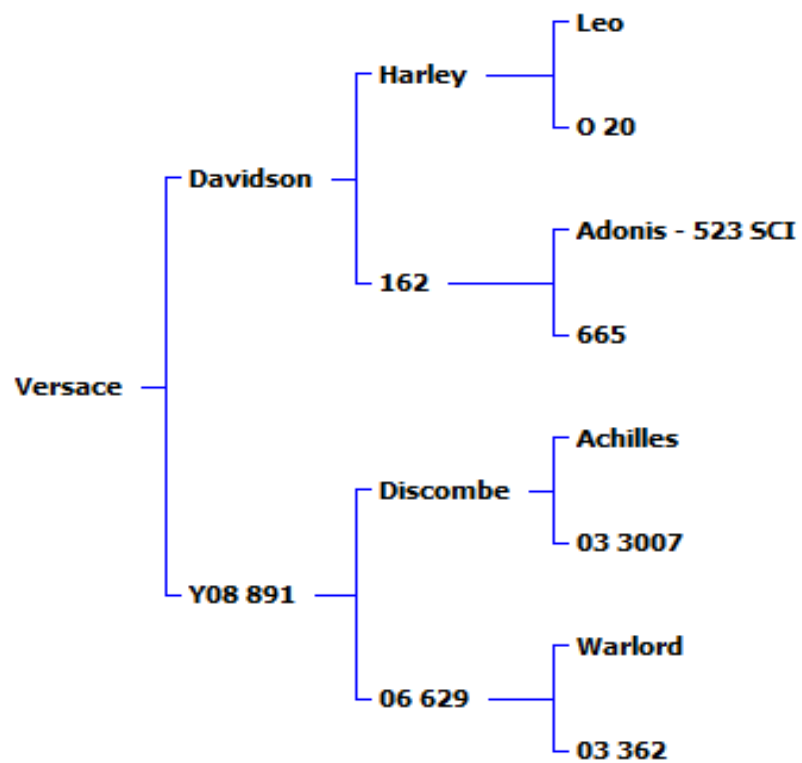 Leo
Harley
O 20
Davidson
Adonis - 523 SCI
162
665
Versace
Achilles
Discombe
03 3007
Y08 891
Warlord
06 629
03 362